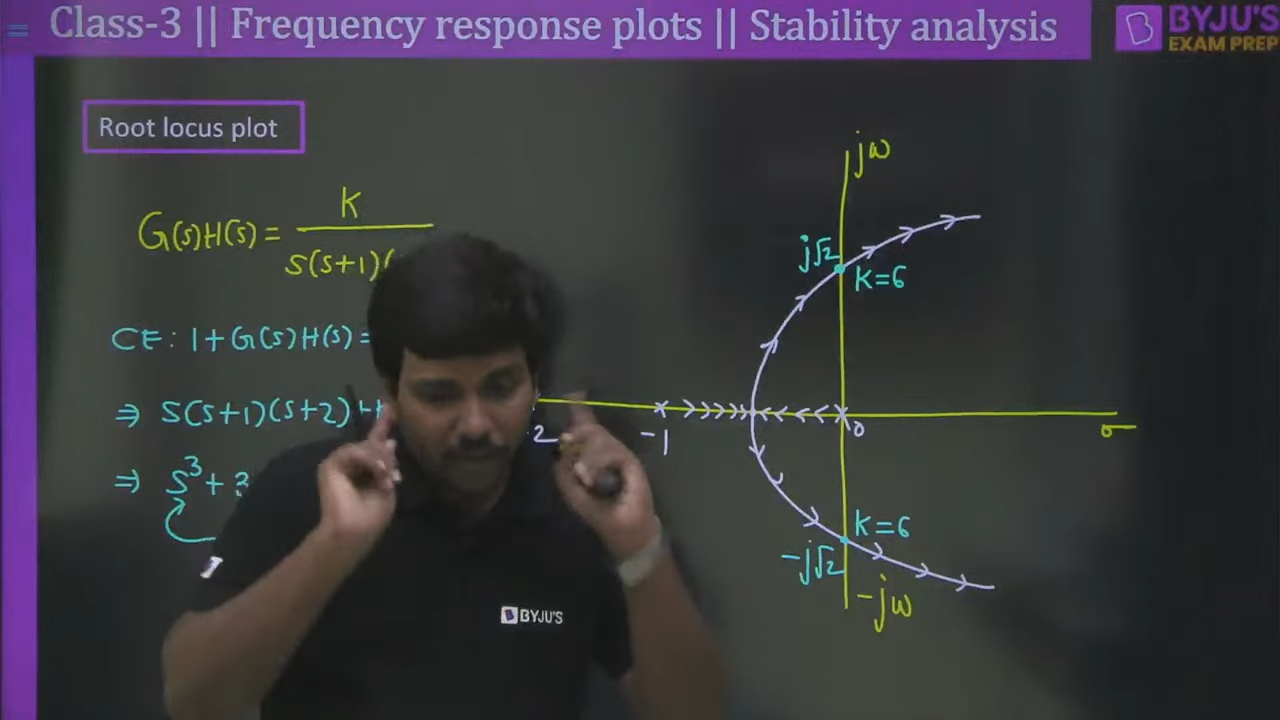 Class-3 || Frequency response plots || Stability analysis
BYJU'S
EXAM PREP
Root locus plot
G(s)H(s) = K
S(S+1)(
CE: 1+G(s)H(s)=
⇒ S(S+1)(S+2)+
⇒ S³ + 3
jω
j√2
K=6
-2
-1
0
σ
K=6
-j√2
-jω
BYJU'S